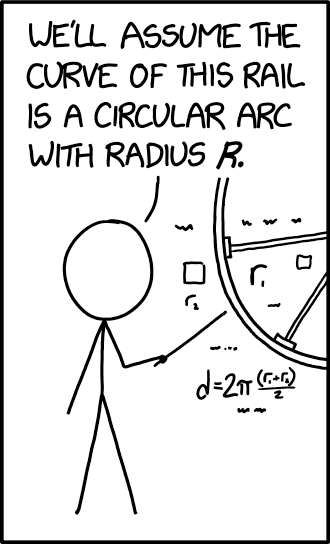 WE'LL ASSUME THE
CURVE OF THIS RAIL
IS A CIRCULAR ARC
WITH RADIUS R.
r₁
r₂
d=2π (r₁+r₂)/2